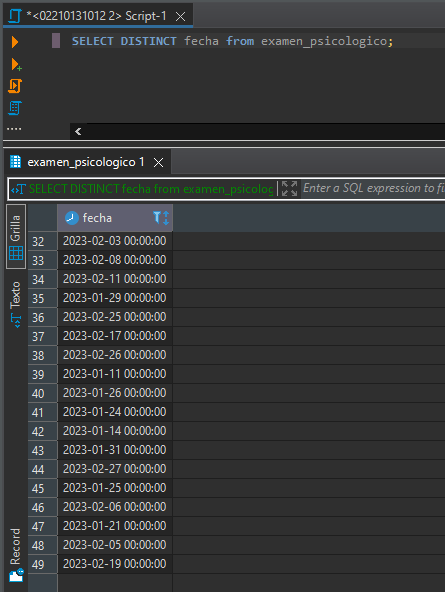 *<02210131012 2> Script-1
SELECT DISTINCT fecha from examen_psicologico;
examen_psicologico 1
SELECT DISTINCT fecha from examen_psicolog
Enter a SQL expression to fi
Grilla
Texto
Record
fecha
32 2023-02-03 00:00:00
33 2023-02-08 00:00:00
34 2023-02-11 00:00:00
35 2023-01-29 00:00:00
36 2023-02-25 00:00:00
37 2023-02-17 00:00:00
38 2023-02-26 00:00:00
39 2023-01-11 00:00:00
40 2023-01-26 00:00:00
41 2023-01-24 00:00:00
42 2023-01-14 00:00:00
43 2023-01-31 00:00:00
44 2023-02-27 00:00:00
45 2023-01-25 00:00:00
46 2023-02-06 00:00:00
47 2023-01-21 00:00:00
48 2023-02-05 00:00:00
49 2023-02-19 00:00:00